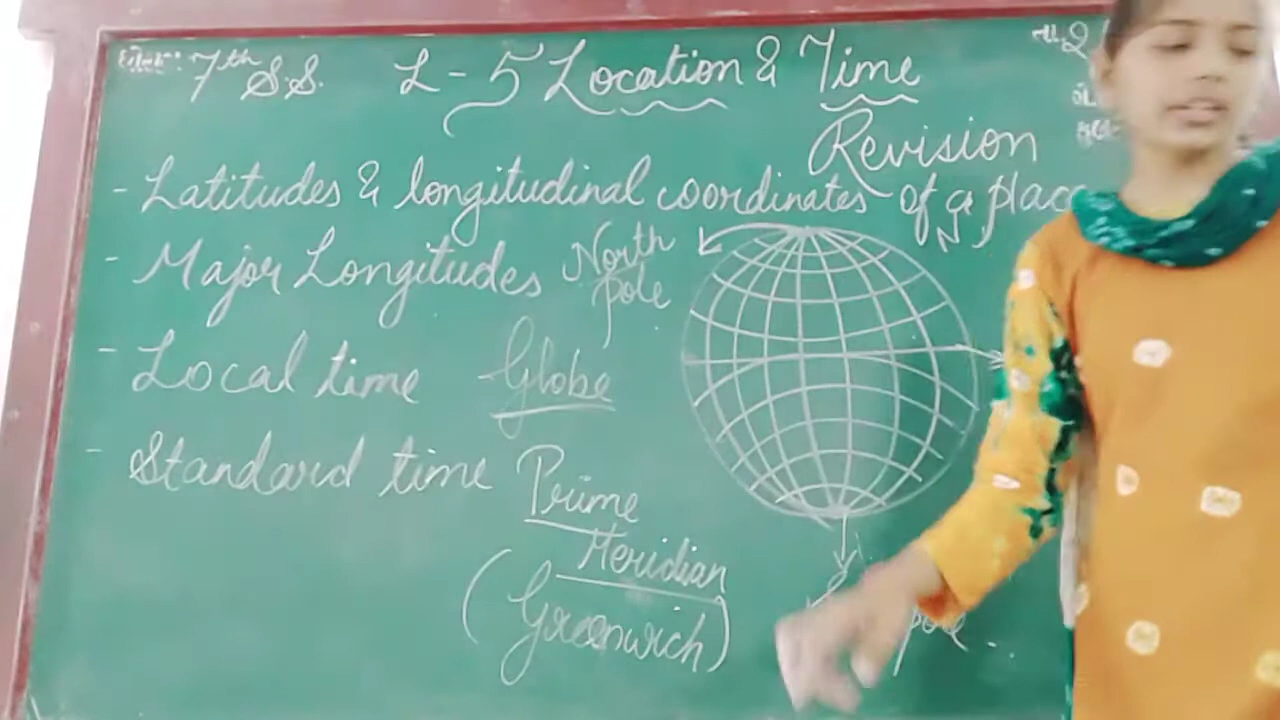 7th S.S.
L - 5 Location & Time
Revision
- Latitudes & longitudinal coordinates of a place
- Major Longitudes
North
pole
- Local time
- Globe
- Standard time
Prime
Meridian
(Greenwich)
pole